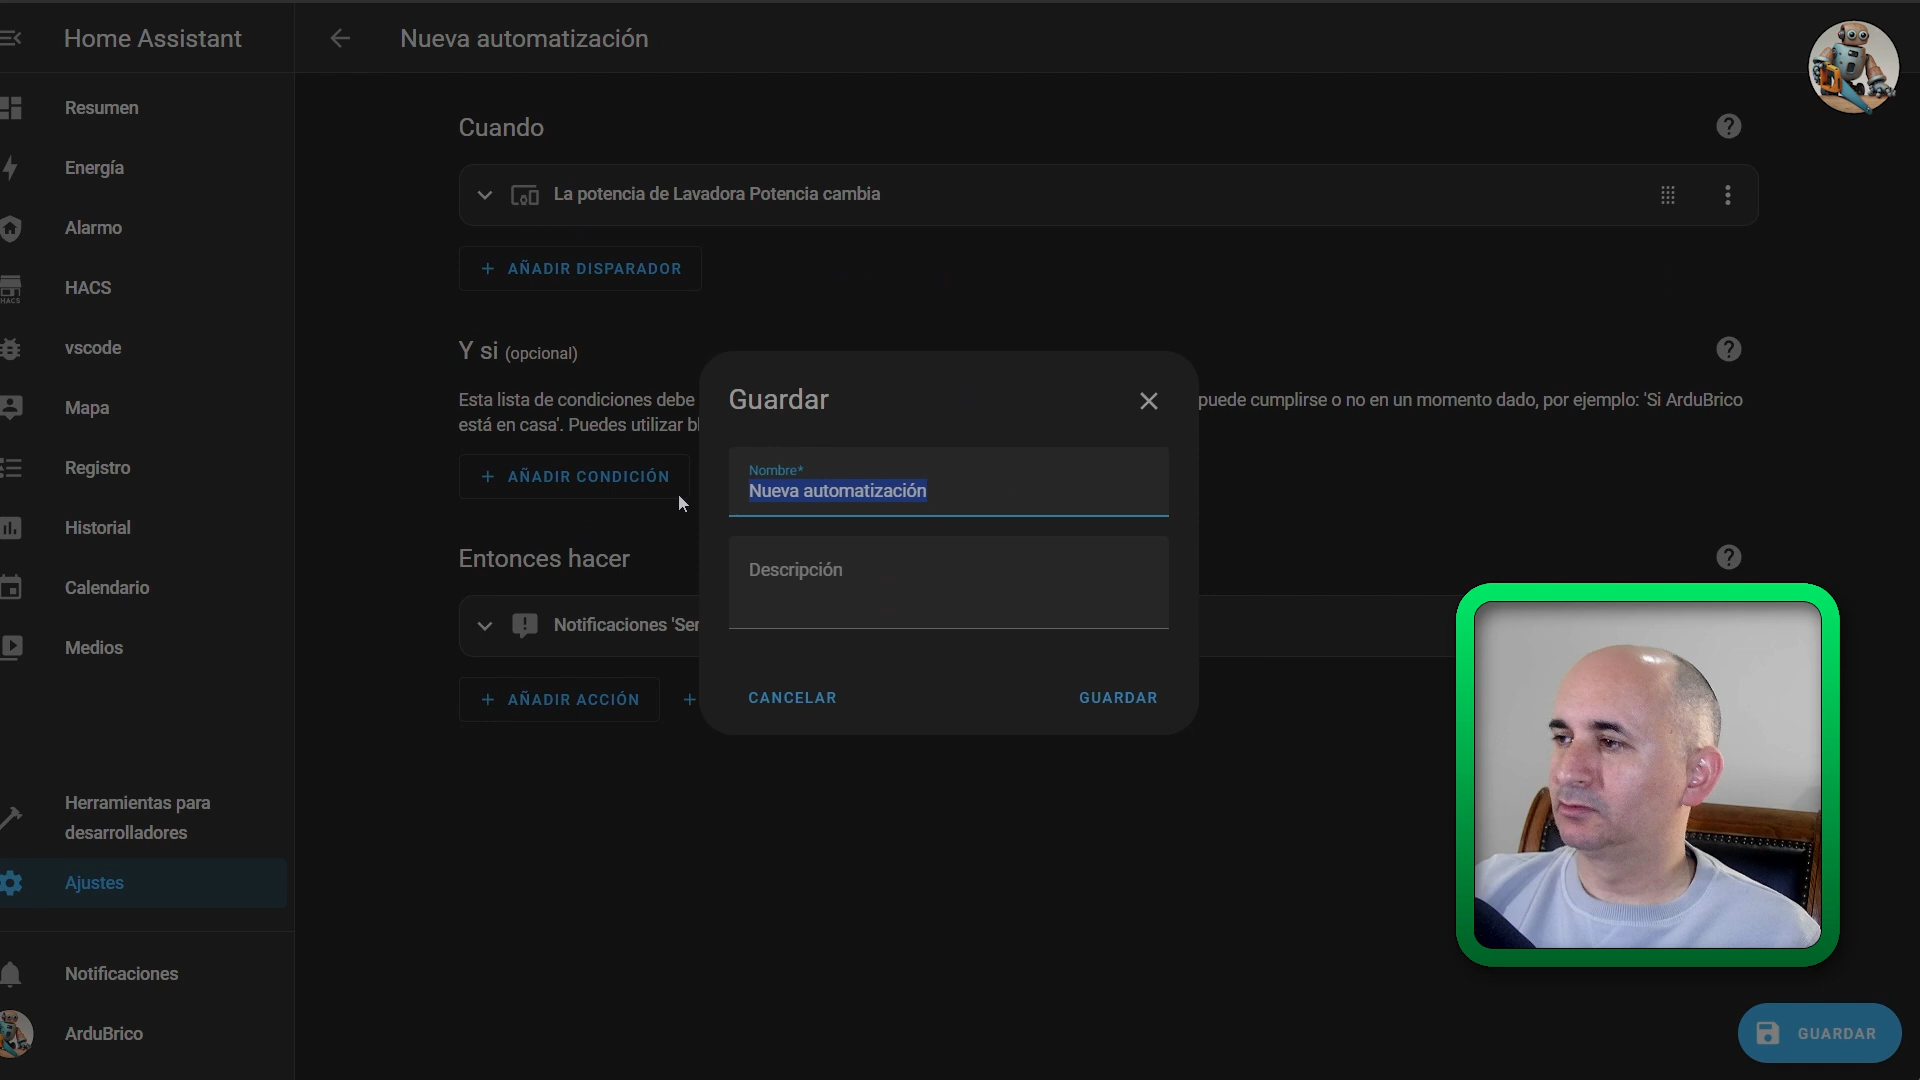 Home Assistant
Nueva automatización
Resumen
Energía
Alarmo
HACS
HACS
vscode
Mapa
Registro
Historial
Calendario
Medios
Herramientas para
desarrolladores
Ajustes
Notificaciones
ArduBrico
Cuando
La potencia de Lavadora Potencia cambia
+ AÑADIR DISPARADOR
Y si (opcional)
Esta lista de condiciones debe puede cumplirse o no en un momento dado, por ejemplo: 'Si ArduBrico
está en casa'. Puedes utilizar bl
+ AÑADIR CONDICIÓN
Entonces hacer
Notificaciones 'Ser
+ AÑADIR ACCIÓN +
Guardar
Nombre*
Nueva automatización
Descripción
CANCELAR
GUARDAR
GUARDAR